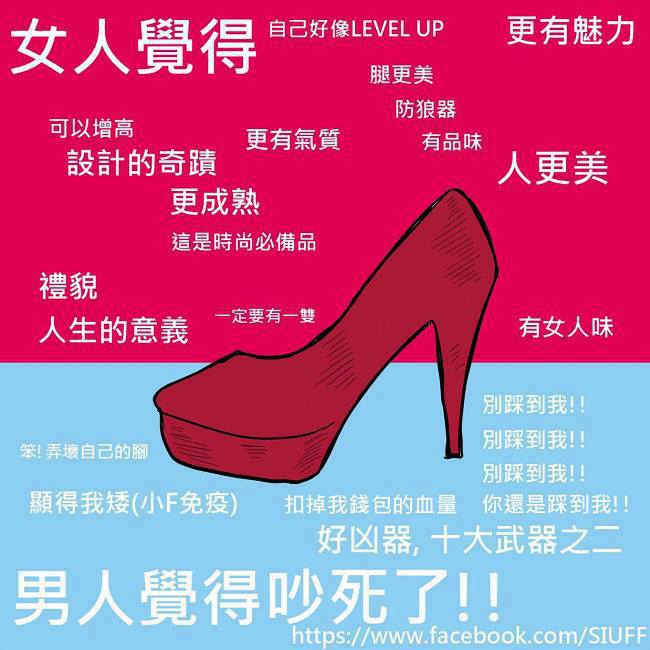 女人覺得
自己好像LEVEL UP
更有魅力
腿更美
防狼器
可以增高
更有氣質
有品味
設計的奇蹟
人更美
更成熟
這是時尚必備品
禮貌
一定要有一雙
人生的意義
有女人味
別踩到我!!
別踩到我!!
笨! 弄壞自己的腳
別踩到我!!
顯得我矮(小F免疫)
扣掉我錢包的血量
你還是踩到我!!
好凶器, 十大武器之二
男人覺得吵死了!!
https://www.facebook.com/SIUFF